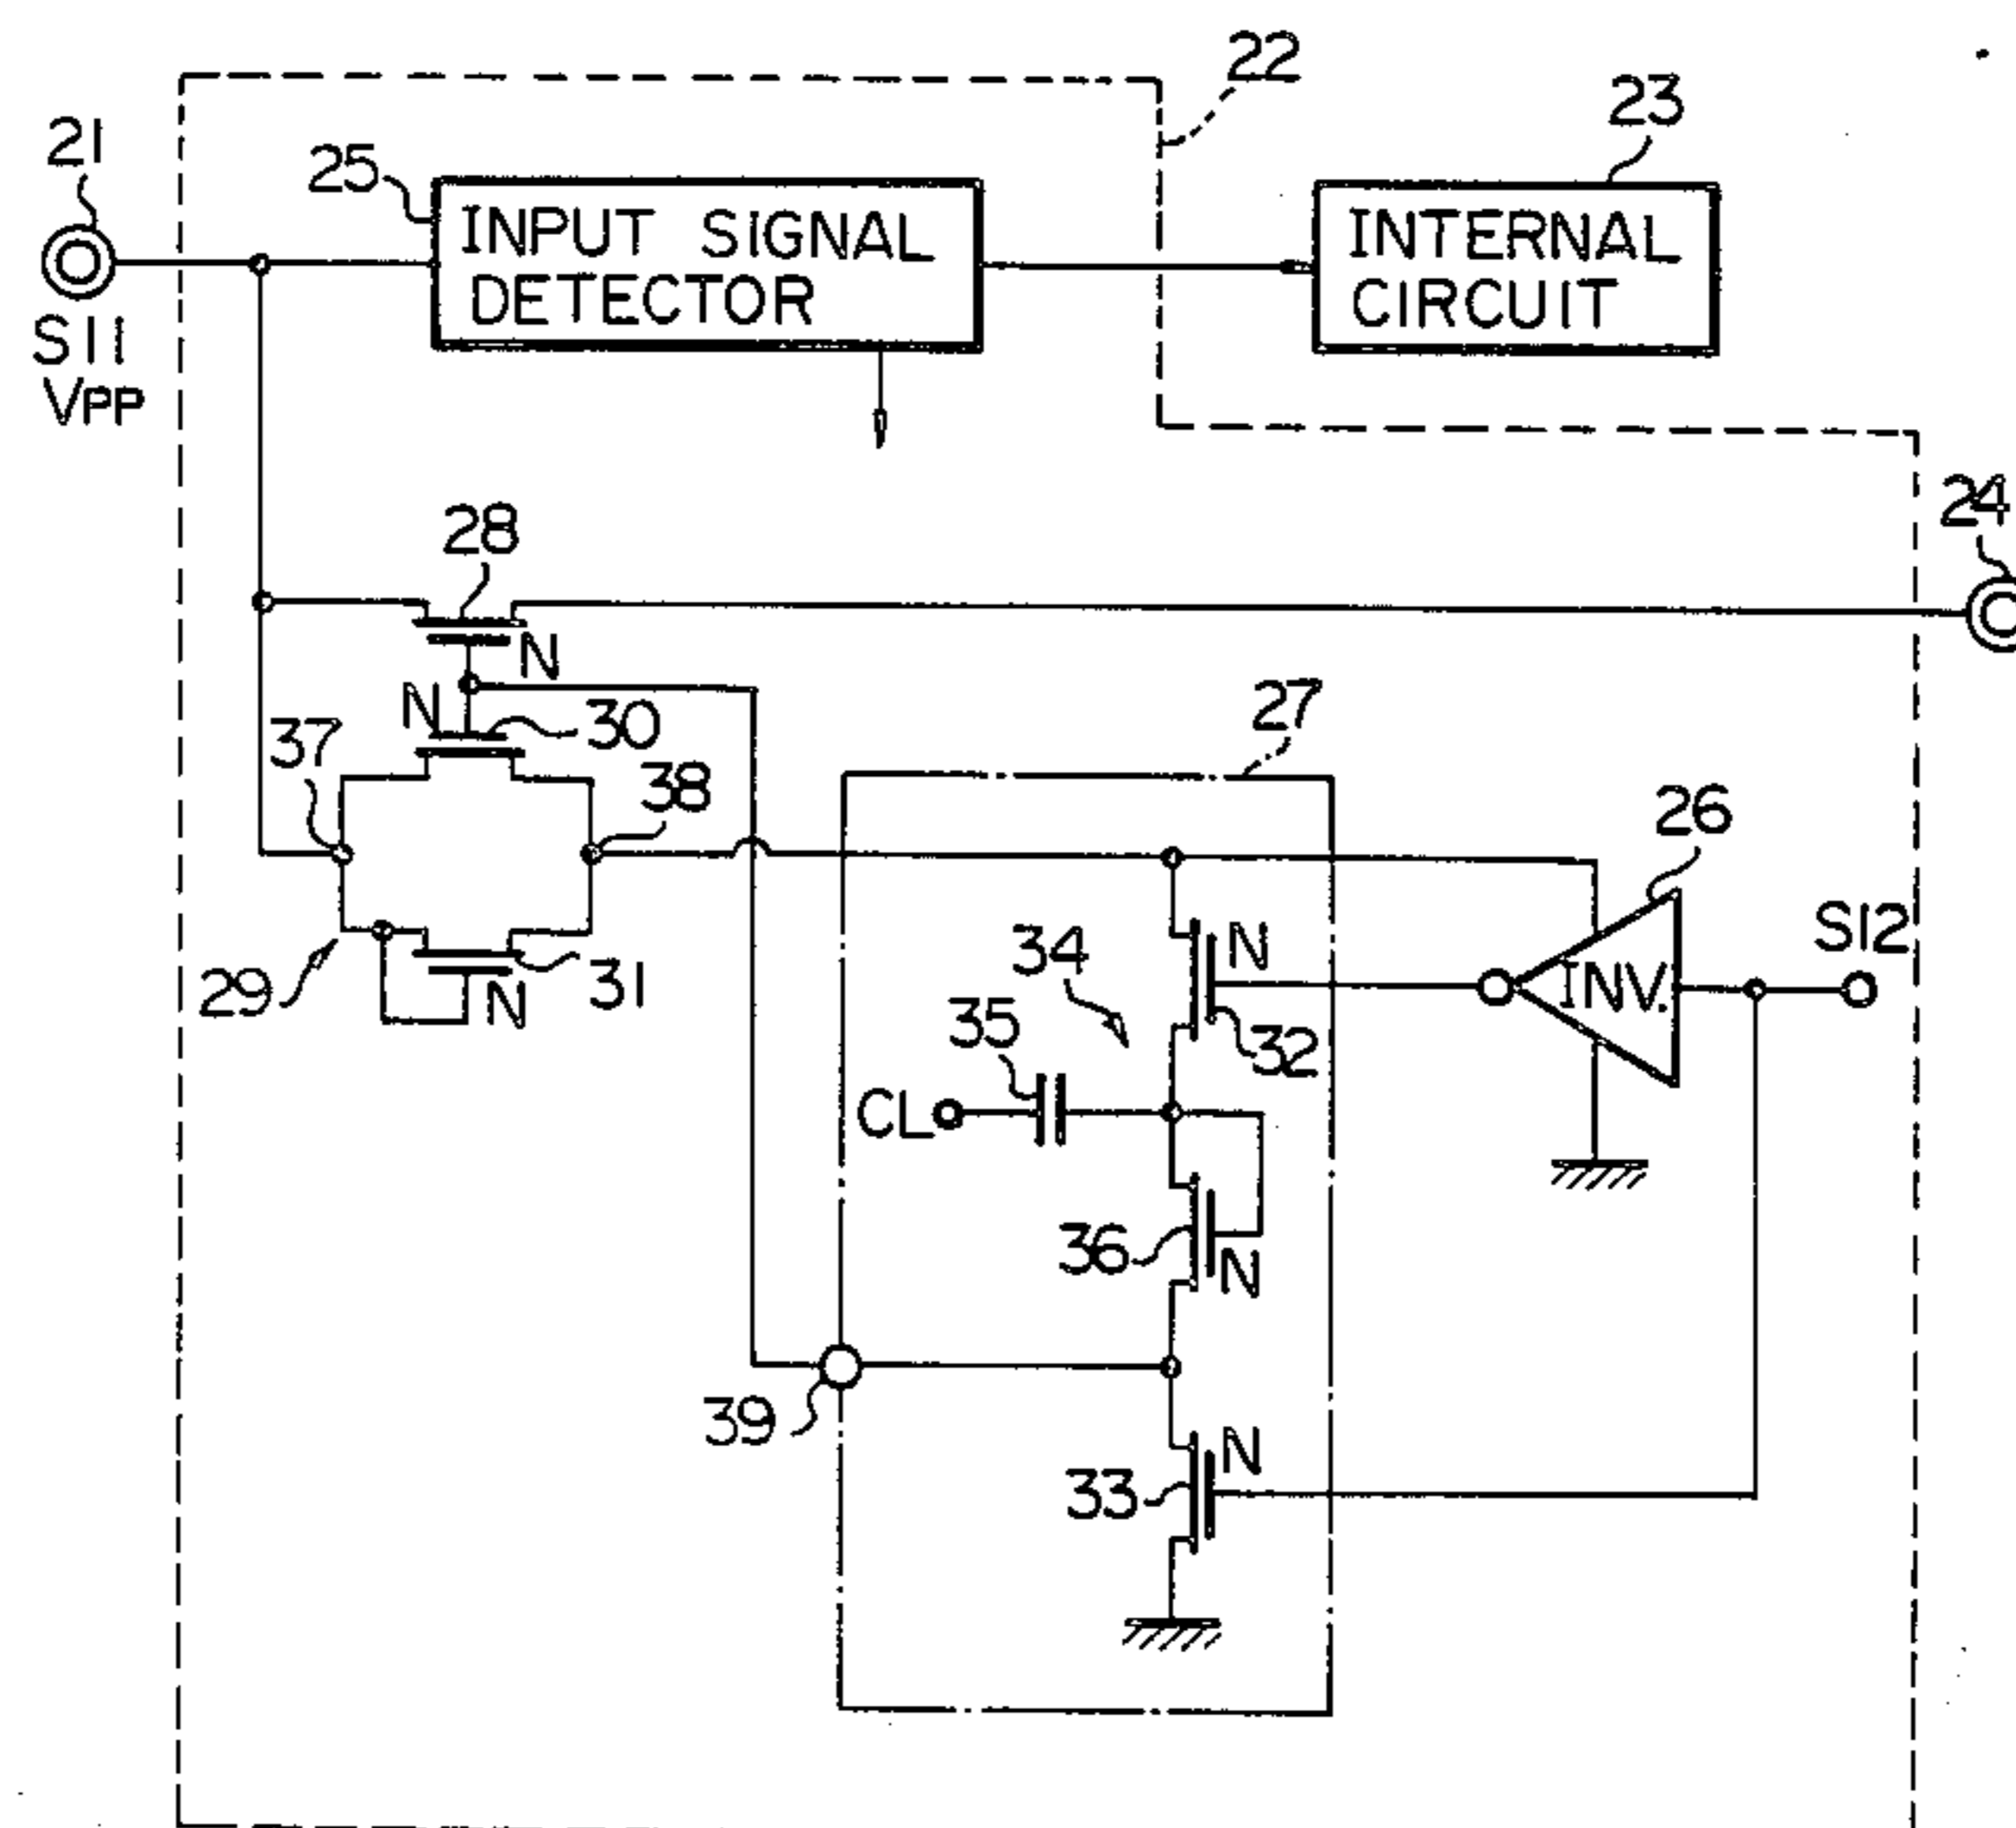 22
23
21
25
INPUT SIGNAL
DETECTOR
INTERNAL
CIRCUIT
S11
VPP
24
28
N
N
30
27
37
38
26
S12
34
N
INV.
29
31
N
35
32
CL
36
N
39
N
33